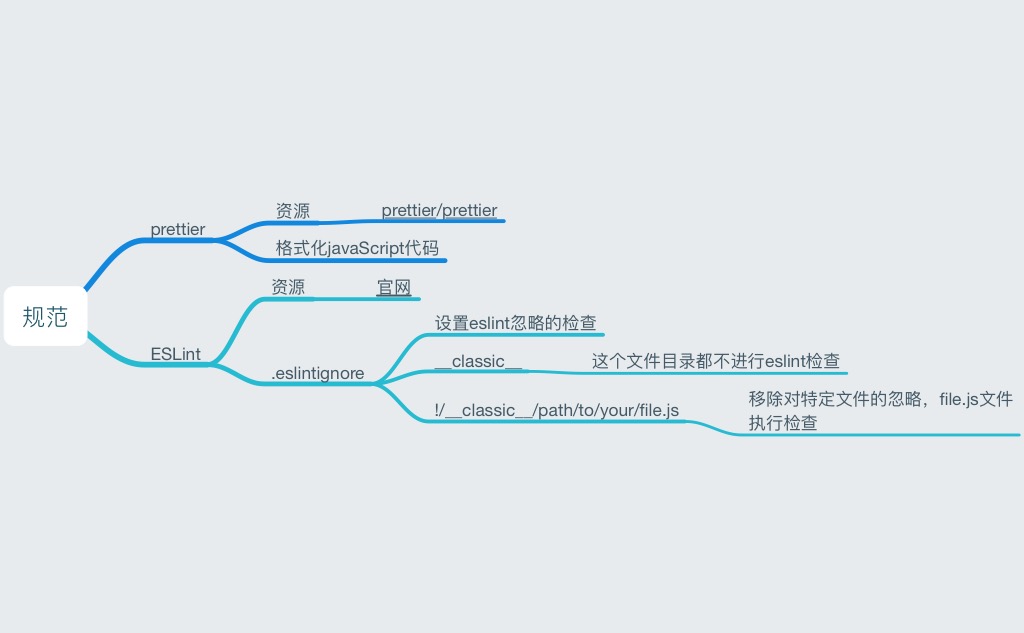 规范
prettier
资源
prettier/prettier
格式化javaScript代码
ESLint
资源
官网
.eslintignore
设置eslint忽略的检查
__classic__
这个文件目录都不进行eslint检查
!/__classic__/path/to/your/file.js
移除对特定文件的忽略，file.js文件
执行检查